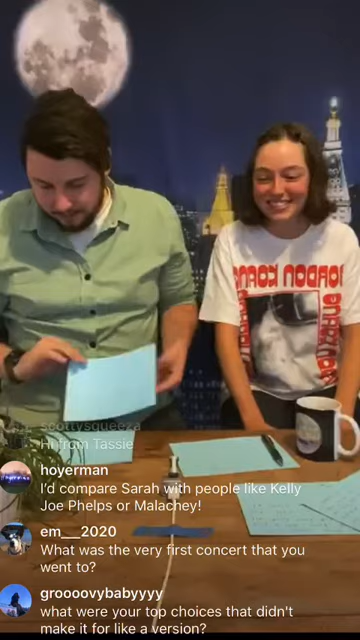 scottysqueeza
Hi from Tassie
hoyerman
I'd compare Sarah with people like Kelly
Joe Phelps or Malachey!
em__2020
What was the very first concert that you
went to?
groooovybabyyyy
what were your top choices that didn't
make it for like a version?